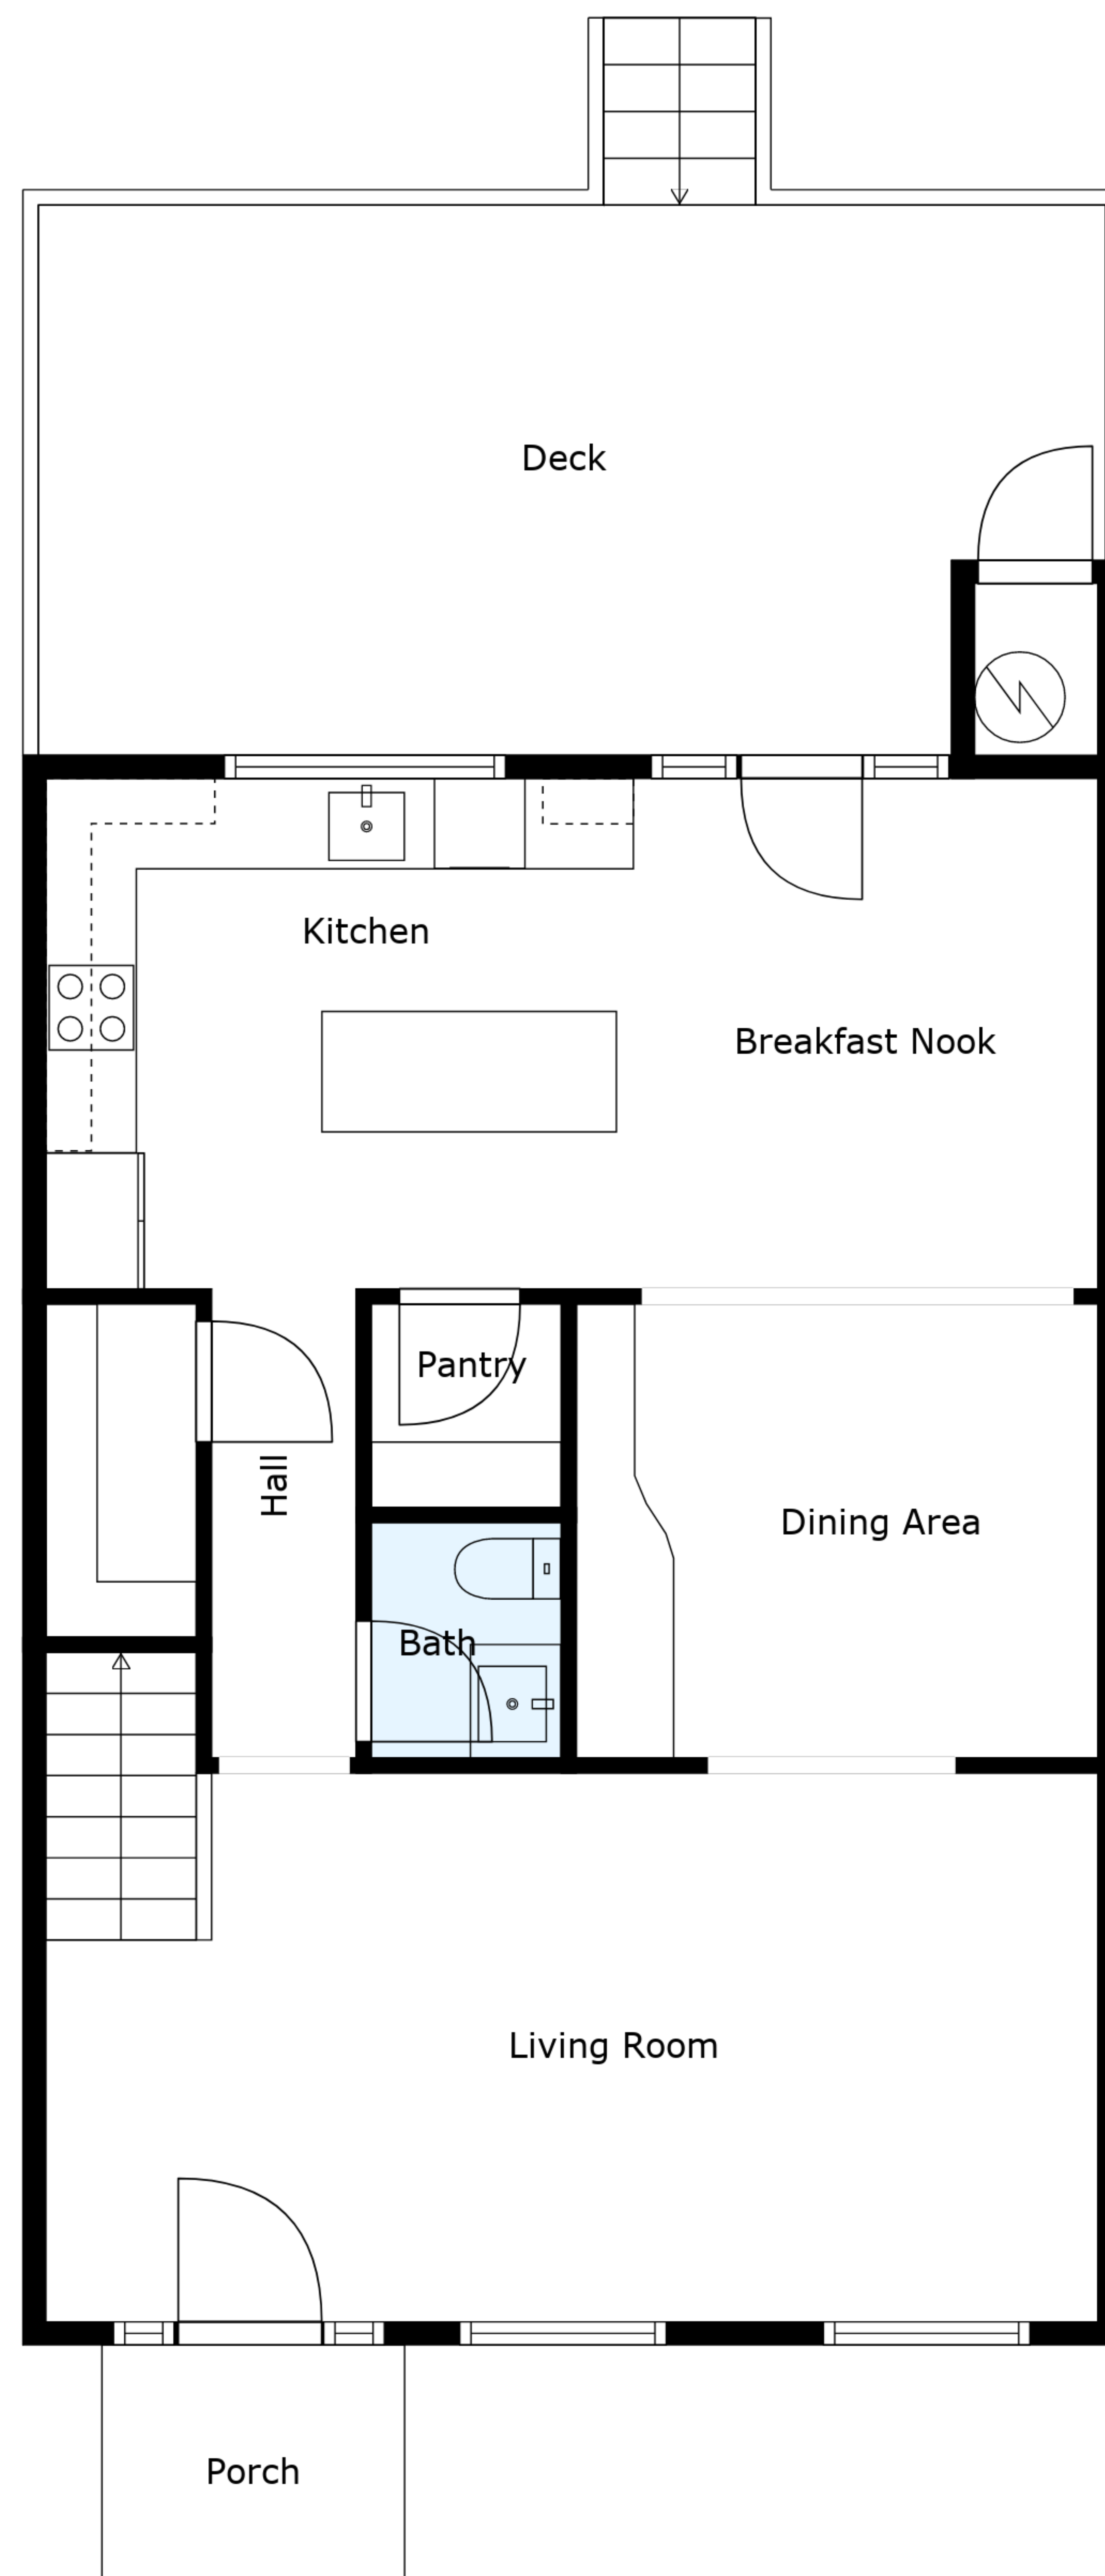 Deck
Kitchen
Breakfast Nook
Pantry
Hall
Dining Area
Bath
Living Room
Porch